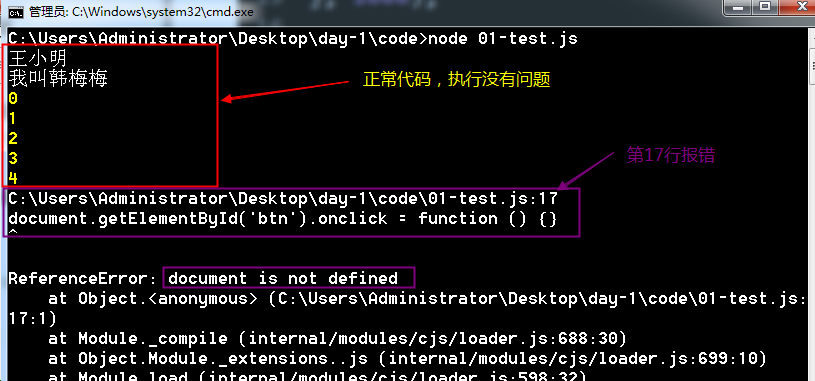 管理员: C:\Windows\system32\cmd.exe
C:\Users\Administrator\Desktop\day-1\code>node 01-test.js
王小明
我叫韩梅梅
正常代码，执行没有问题
0
1
2
3
第17行报错
4
C:\Users\Administrator\Desktop\day-1\code\01-test.js:17
document.getElementById('btn').onclick = function () {}
^
ReferenceError: document is not defined
at Object.<anonymous> (C:\Users\Administrator\Desktop\day-1\code\01-test.js:
17:1)
at Module._compile (internal/modules/cjs/loader.js:688:30)
at Object.Module._extensions..js (internal/modules/cjs/loader.js:699:10)
at Module.load (internal/modules/cjs/loader.js:598:32)